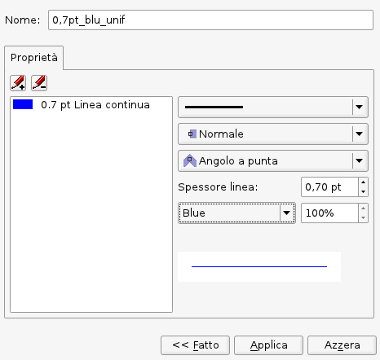 Nome: 0,7pt_blu_unif
Proprietà
0.7 pt Linea continua
Normale
Angolo a punta
Spessore linea: 0,70 pt
Blue 100%
<< Fatto Applica Azzera